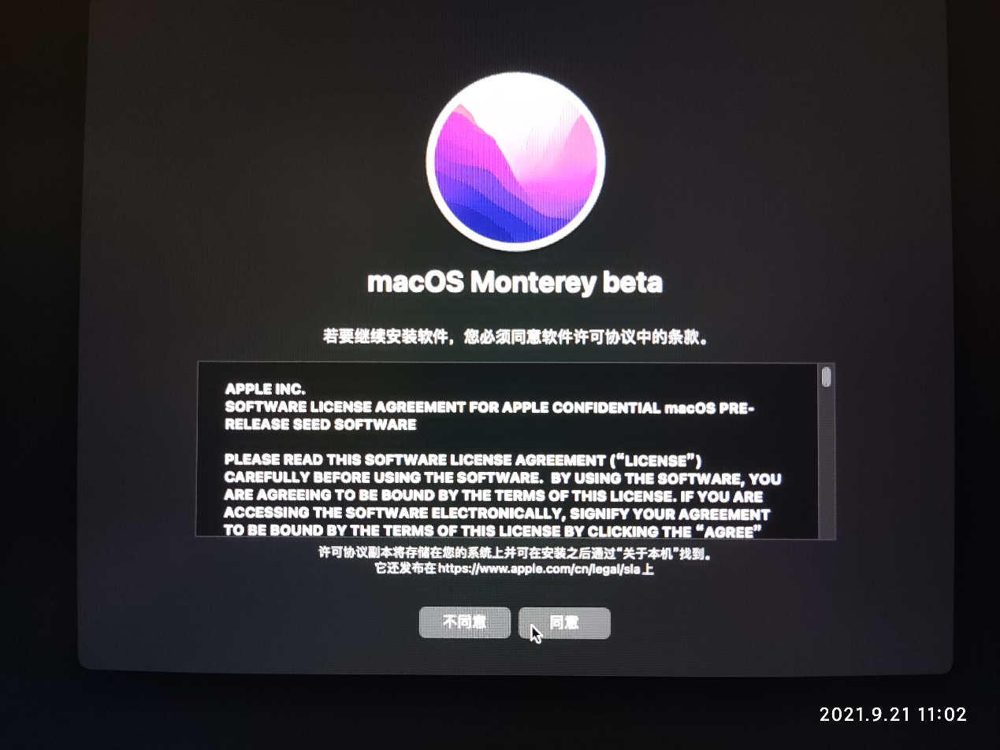 macOS Monterey beta
若要继续安装软件，您必须同意软件许可协议中的条款。
APPLE INC.
SOFTWARE LICENSE AGREEMENT FOR APPLE CONFIDENTIAL macOS PRE-
RELEASE SEED SOFTWARE
PLEASE READ THIS SOFTWARE LICENSE AGREEMENT (“LICENSE”)
CAREFULLY BEFORE USING THE SOFTWARE.  BY USING THE SOFTWARE, YOU
ARE AGREEING TO BE BOUND BY THE TERMS OF THIS LICENSE. IF YOU ARE
ACCESSING THE SOFTWARE ELECTRONICALLY, SIGNIFY YOUR AGREEMENT
TO BE BOUND BY THE TERMS OF THIS LICENSE BY CLICKING THE “AGREE”
许可协议副本将存储在您的系统上并可在安装之后通过“关于本机”找到。
它还发布在 https://www.apple.com/cn/legal/sla 上
不同意 同意
2021.9.21 11:02